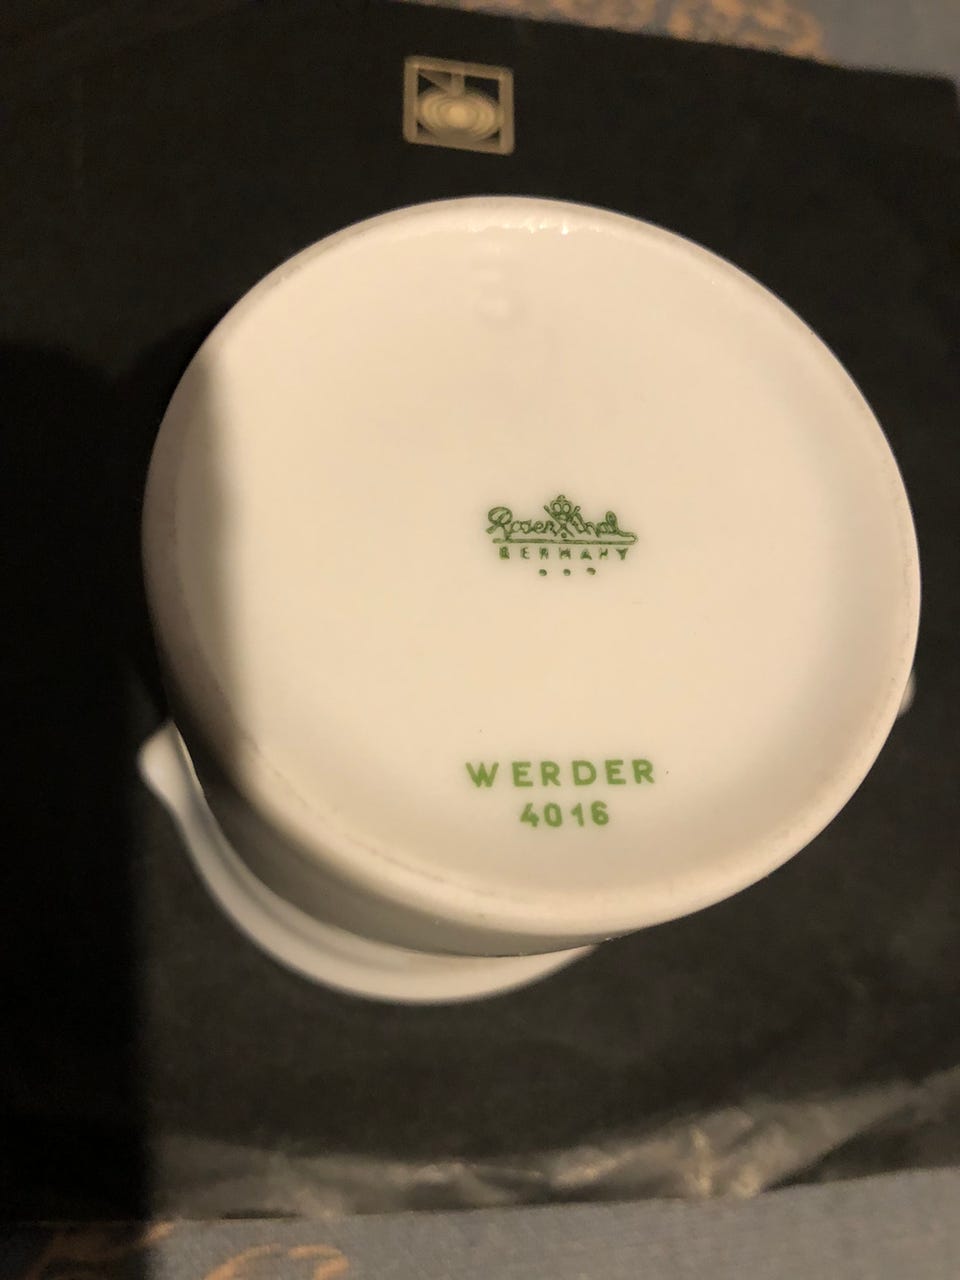 Rosenthal
GERMANY
WERDER
4016